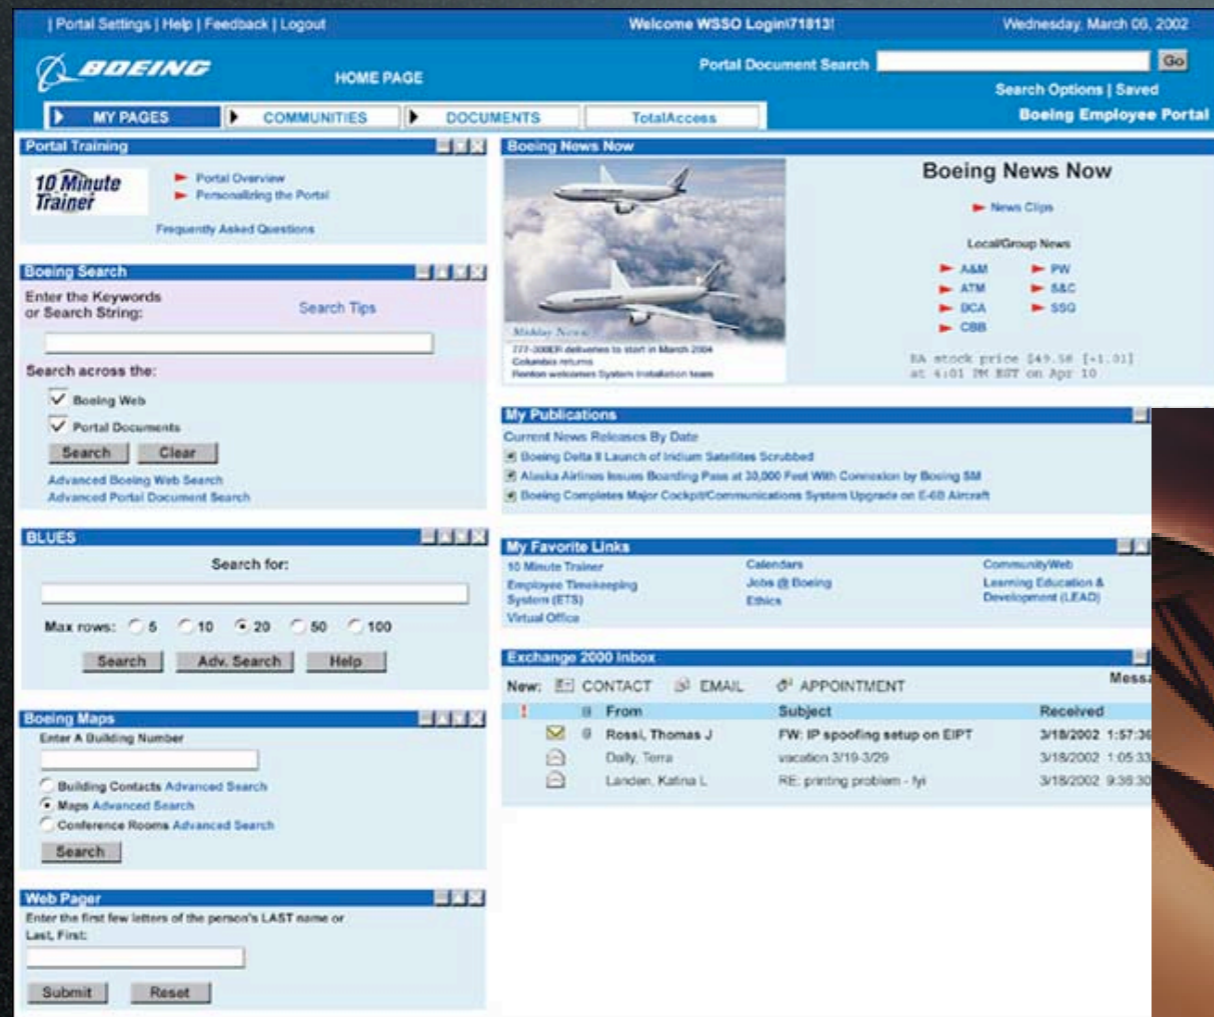 | Portal Settings | Help | Feedback | Logout
Welcome WSSO Login!71813!
Wednesday, March 06, 2002
BOEING
HOME PAGE
Portal Document Search
Go
Search Options | Saved
MY PAGES
COMMUNITIES
DOCUMENTS
TotalAccess
Boeing Employee Portal
Portal Training
10 Minute
Trainer
Portal Overview
Personalizing the Portal
Frequently Asked Questions
Boeing Search
Enter the Keywords
or Search String:
Search Tips
Search across the:
Boeing Web
Portal Documents
Search
Clear
Advanced Boeing Web Search
Advanced Portal Document Search
BLUES
Search for:
Max rows: 5 10 20 50 100
Search
Adv. Search
Help
Boeing Maps
Enter A Building Number
Building Contacts Advanced Search
Maps Advanced Search
Conference Rooms Advanced Search
Search
Web Pager
Enter the first few letters of the person's LAST name or
Last, First:
Submit
Reset
Boeing News Now
Midday News
777-300ER deliveries to start in March 2004
Columbia returns
Renton welcomes System Installation team
Boeing News Now
News Clips
Local/Group News
A&M PW
ATM S&C
BCA SSG
CBB
BA stock price $49.58 [-1.01]
at 4:01 PM EST on Apr 10
My Publications
Current News Releases By Date
Boeing Delta II Launch of Iridium Satellites Scrubbed
Alaska Airlines Issues Boarding Pass at 30,000 Feet With Connexion by Boeing SM
Boeing Completes Major Cockpit/Communications System Upgrade on E-6B Aircraft
My Favorite Links
10 Minute Trainer
Employee Timekeeping
System (ETS)
Virtual Office
Calendars
Jobs @ Boeing
Ethics
CommunityWeb
Learning Education &
Development (LEAD)
Exchange 2000 Inbox
New: CONTACT EMAIL APPOINTMENT
Messa
! From Subject Received
Rossi, Thomas J FW: IP spoofing setup on EIPT 3/18/2002 1:57:36
Daily, Terra vacation 3/19-3/29 3/18/2002 1:05:33
Landen, Katina L RE: printing problem - fyi 3/18/2002 9:36:30